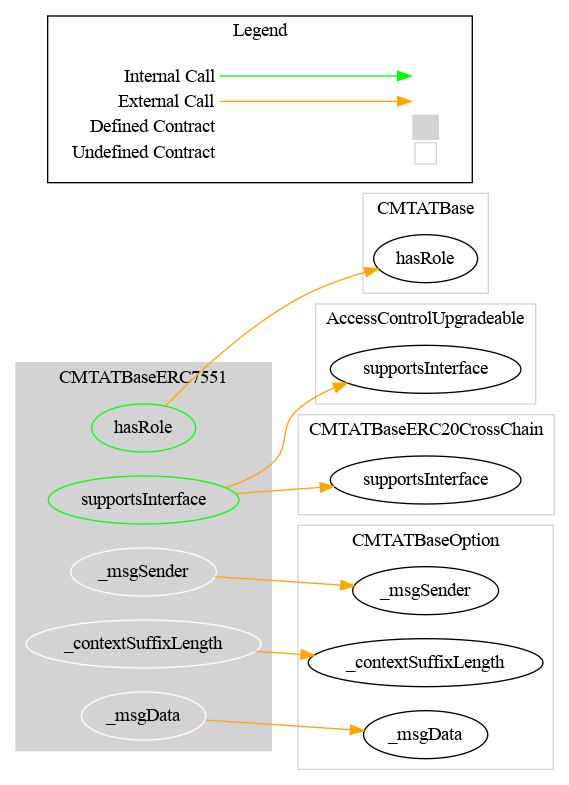 Legend
Internal Call
External Call
Defined Contract
Undefined Contract
CMTATBase
hasRole
AccessControlUpgradeable
supportsInterface
CMTATBaseERC7551
hasRole
supportsInterface
_msgSender
_contextSuffixLength
_msgData
CMTATBaseERC20CrossChain
supportsInterface
CMTATBaseOption
_msgSender
_contextSuffixLength
_msgData